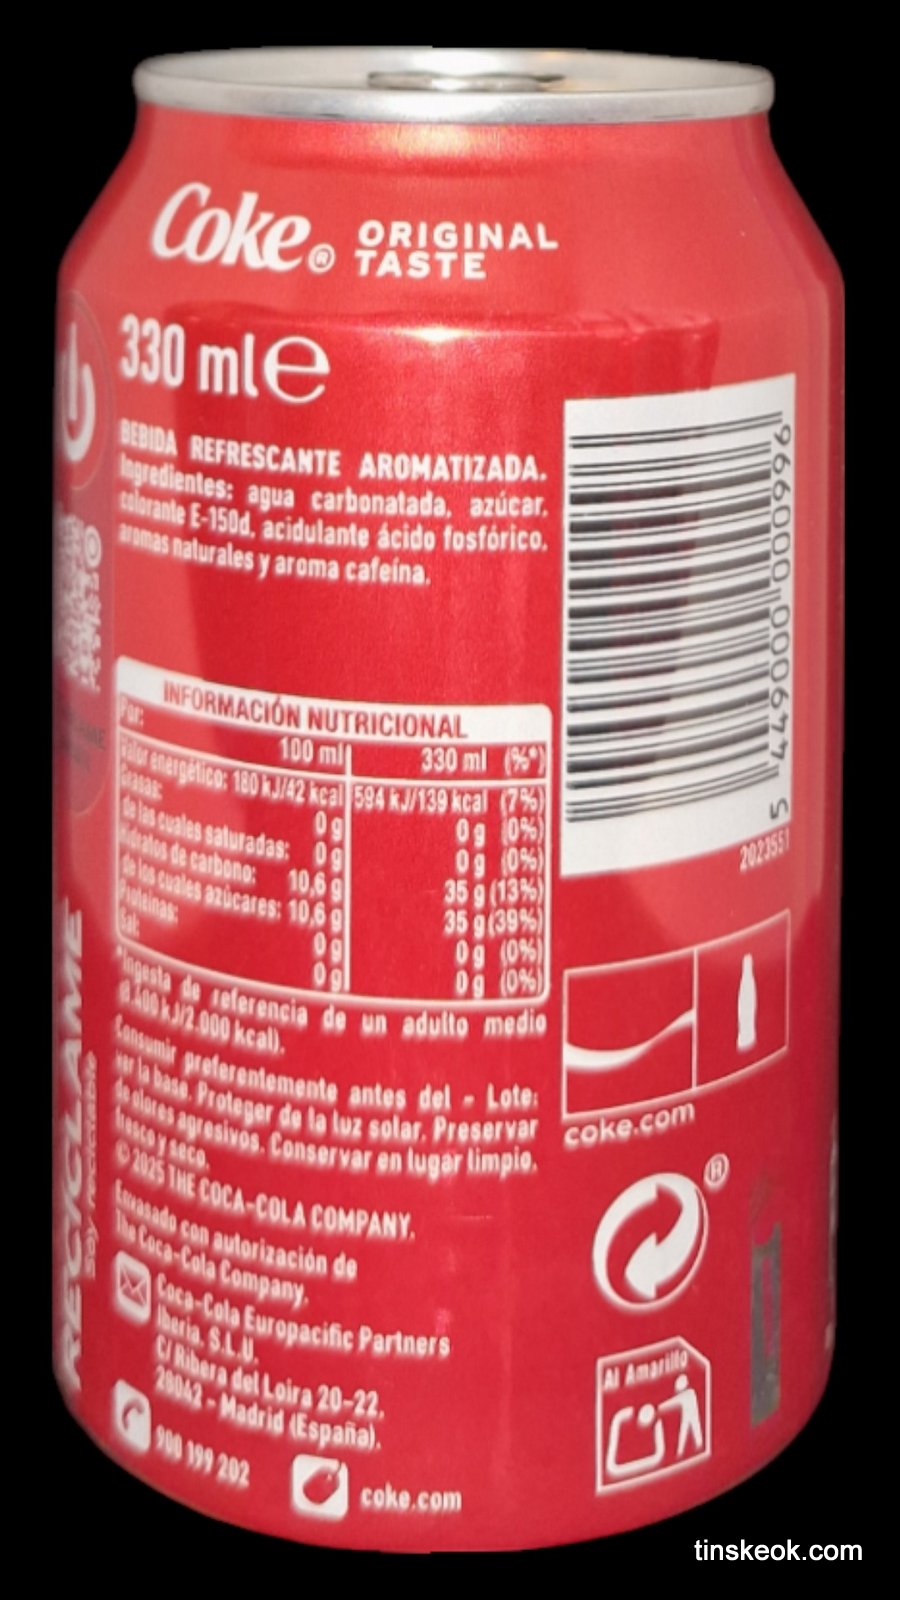 Coke® ORIGINAL
TASTE
330 ml e
BEBIDA REFRESCANTE AROMATIZADA.
Ingredientes: agua carbonatada, azúcar,
colorante E-150d, acidulante ácido fosfórico,
aromas naturales y aroma cafeína.
INFORMACIÓN NUTRICIONAL
Por: 100 ml 330 ml (%*)
Valor energético: 180 kJ/42 kcal 594 kJ/139 kcal (7%)
Grasas: 0 g 0 g (0%)
de las cuales saturadas: 0 g 0 g (0%)
Hidratos de carbono: 10,6 g 35 g (13%)
de los cuales azúcares: 10,6 g 35 g (39%)
Proteínas: 0 g 0 g (0%)
Sal: 0 g 0 g (0%)
*Ingesta de referencia de un adulto medio
(8.400 kJ/2.000 kcal).
Consumir preferentemente antes del - Lote:
ver la base. Proteger de la luz solar. Preservar
de olores agresivos. Conservar en lugar limpio,
fresco y seco.
© 2025 THE COCA-COLA COMPANY.
Envasado con autorización de
The Coca-Cola Company.
Coca-Cola Europacific Partners
Iberia, S.L.U.
C/ Ribera del Loira 20-22.
28042 - Madrid (España).
900 199 202
coke.com
5 449000 000996
2023551
coke.com
®
Al Amarillo
RECICLAME
tinskeok.com